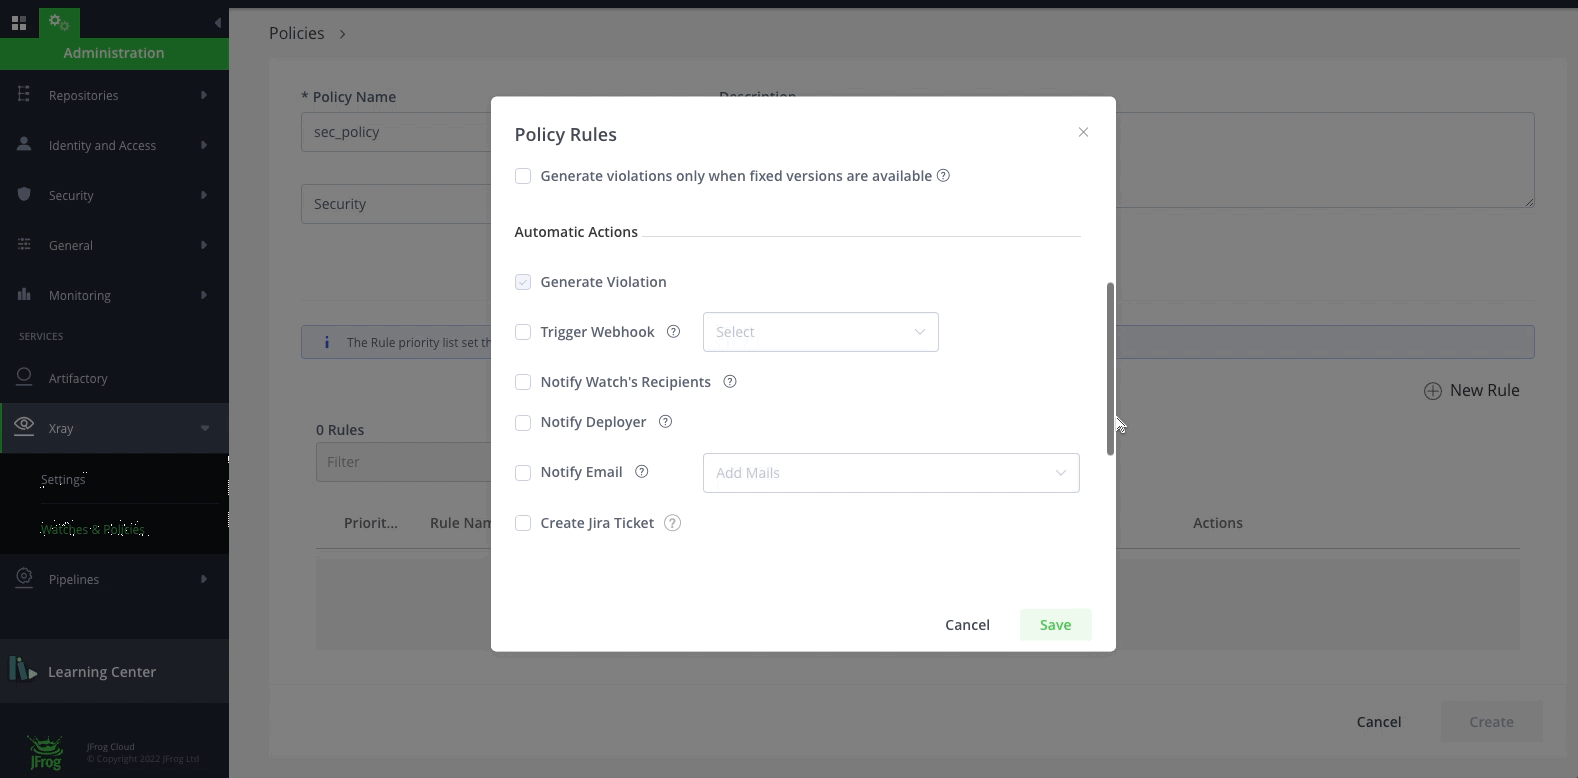 Administration
Repositories
Identity and Access
Security
General
Monitoring
SERVICES
Artifactory
Xray
Settings
Watches & Policies
Pipelines
Learning Center
JFrog
JFrog Cloud
© Copyright 2022 JFrog Ltd
Policies >
* Policy Name
Description
sec_policy
Security
i The Rule priority list set th
New Rule
0 Rules
Filter
Priorit... Rule Nam Actions
Cancel Create
Policy Rules
Generate violations only when fixed versions are available ?
Automatic Actions
Generate Violation
Trigger Webhook ? Select
Notify Watch's Recipients ?
Notify Deployer ?
Notify Email ? Add Mails
Create Jira Ticket ?
Cancel Save